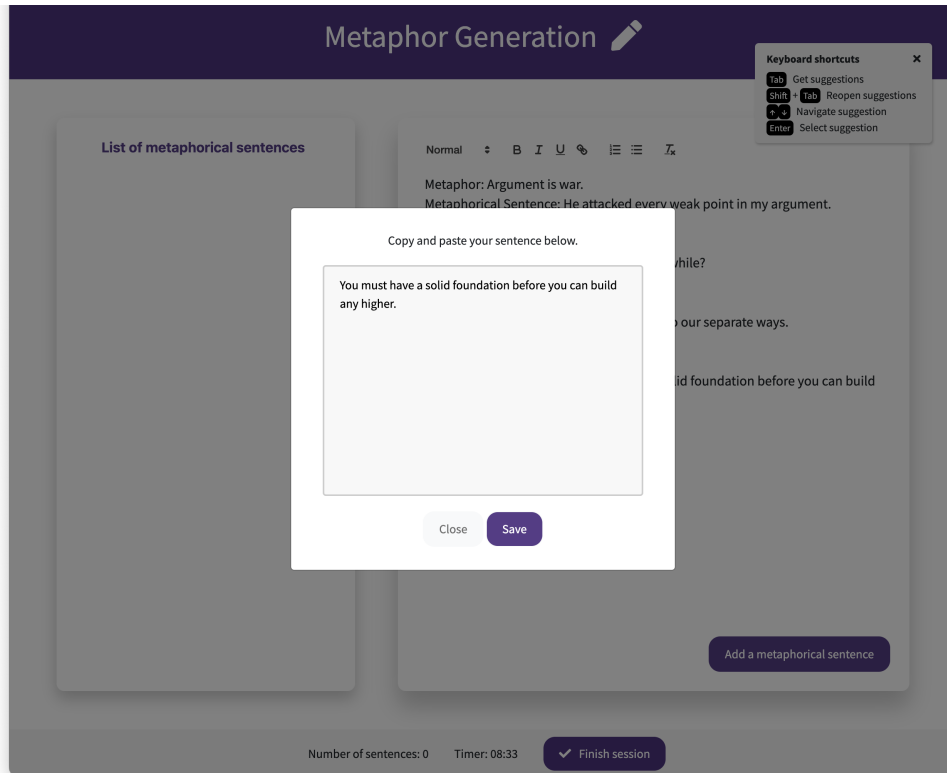 Metaphor Generation
Keyboard shortcuts
Tab Get suggestions
Shift + Tab Reopen suggestions
↑ ↓ Navigate suggestion
Enter Select suggestion
List of metaphorical sentences
Normal
Metaphor: Argument is war.
Metaphorical Sentence: He attacked every weak point in my argument.
while?
our separate ways.
foundation before you can build
Copy and paste your sentence below.
You must have a solid foundation before you can build
any higher.
Close Save
Add a metaphorical sentence
Number of sentences: 0 Timer: 08:33 Finish session